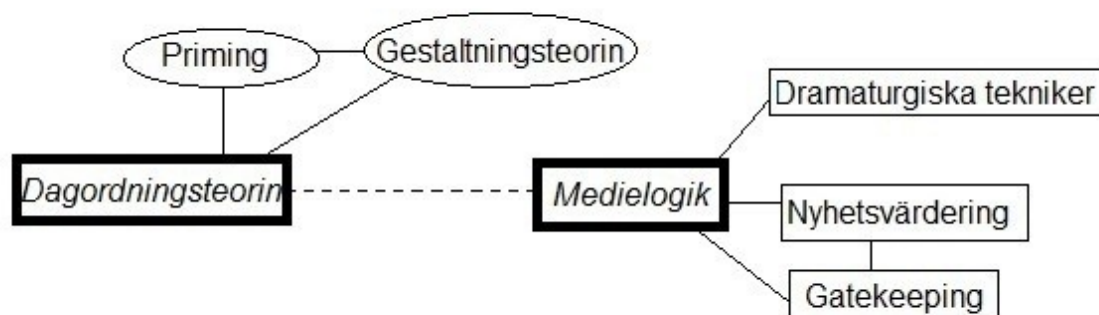 Priming
Gestaltningsteorin
Dramaturgiska tekniker
Dagordningsteorin
Medielogik
Nyhetsvärdering
Gatekeeping